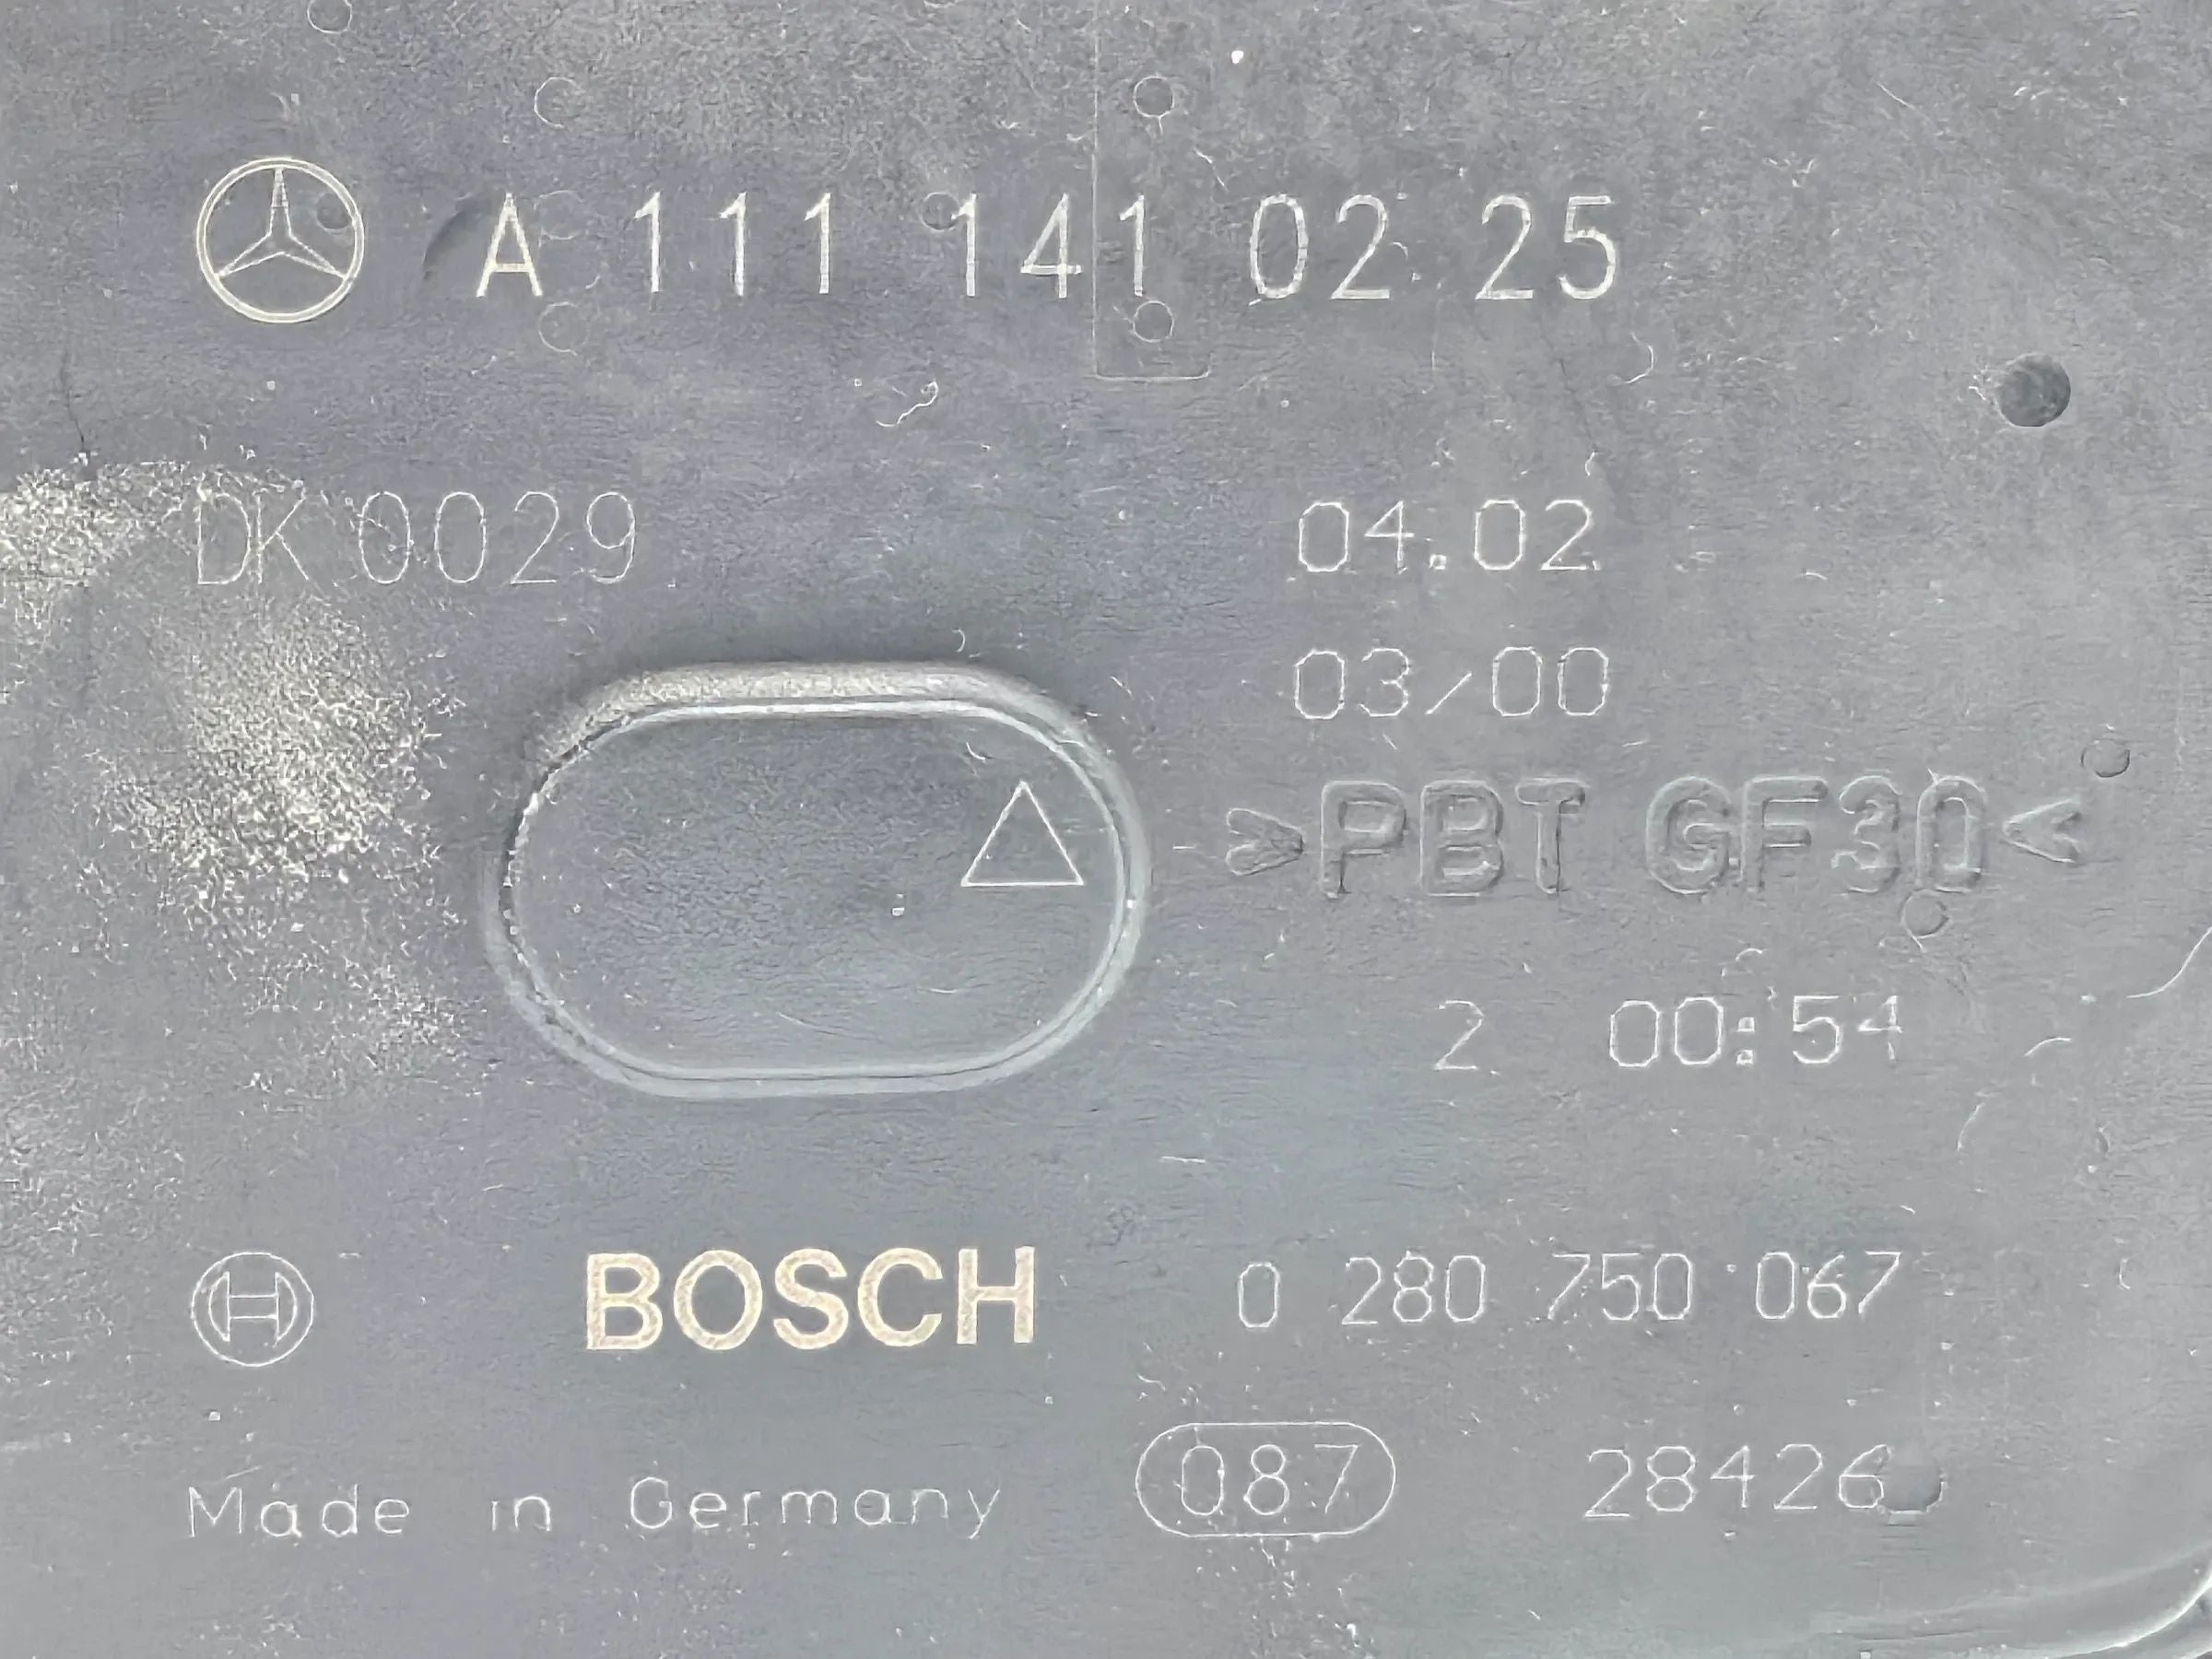 A 111 141 02 25
DK 0029
04.02
03/00
>PBT GF30<
2 00:54
BOSCH 0 280 750 067
Made in Germany 087 28426